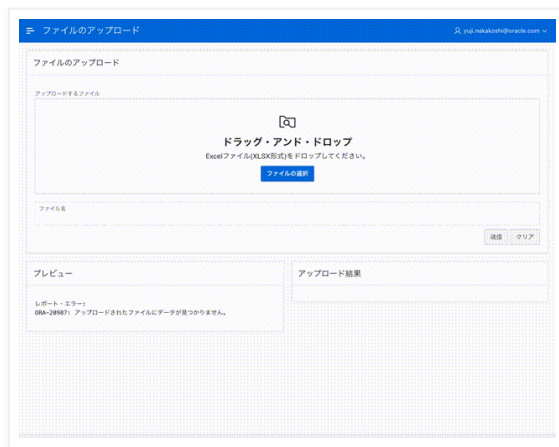 ファイルのアップロード
yuji.nakakoshi@oracle.com
ファイルのアップロード
アップロードするファイル
ドラッグ・アンド・ドロップ
Excelファイル(XLSX形式)をドロップしてください。
ファイルの選択
ファイル名
送信 クリア
プレビュー
アップロード結果
レポート・エラー:
ORA-20987: アップロードされたファイルにデータが見つかりません。